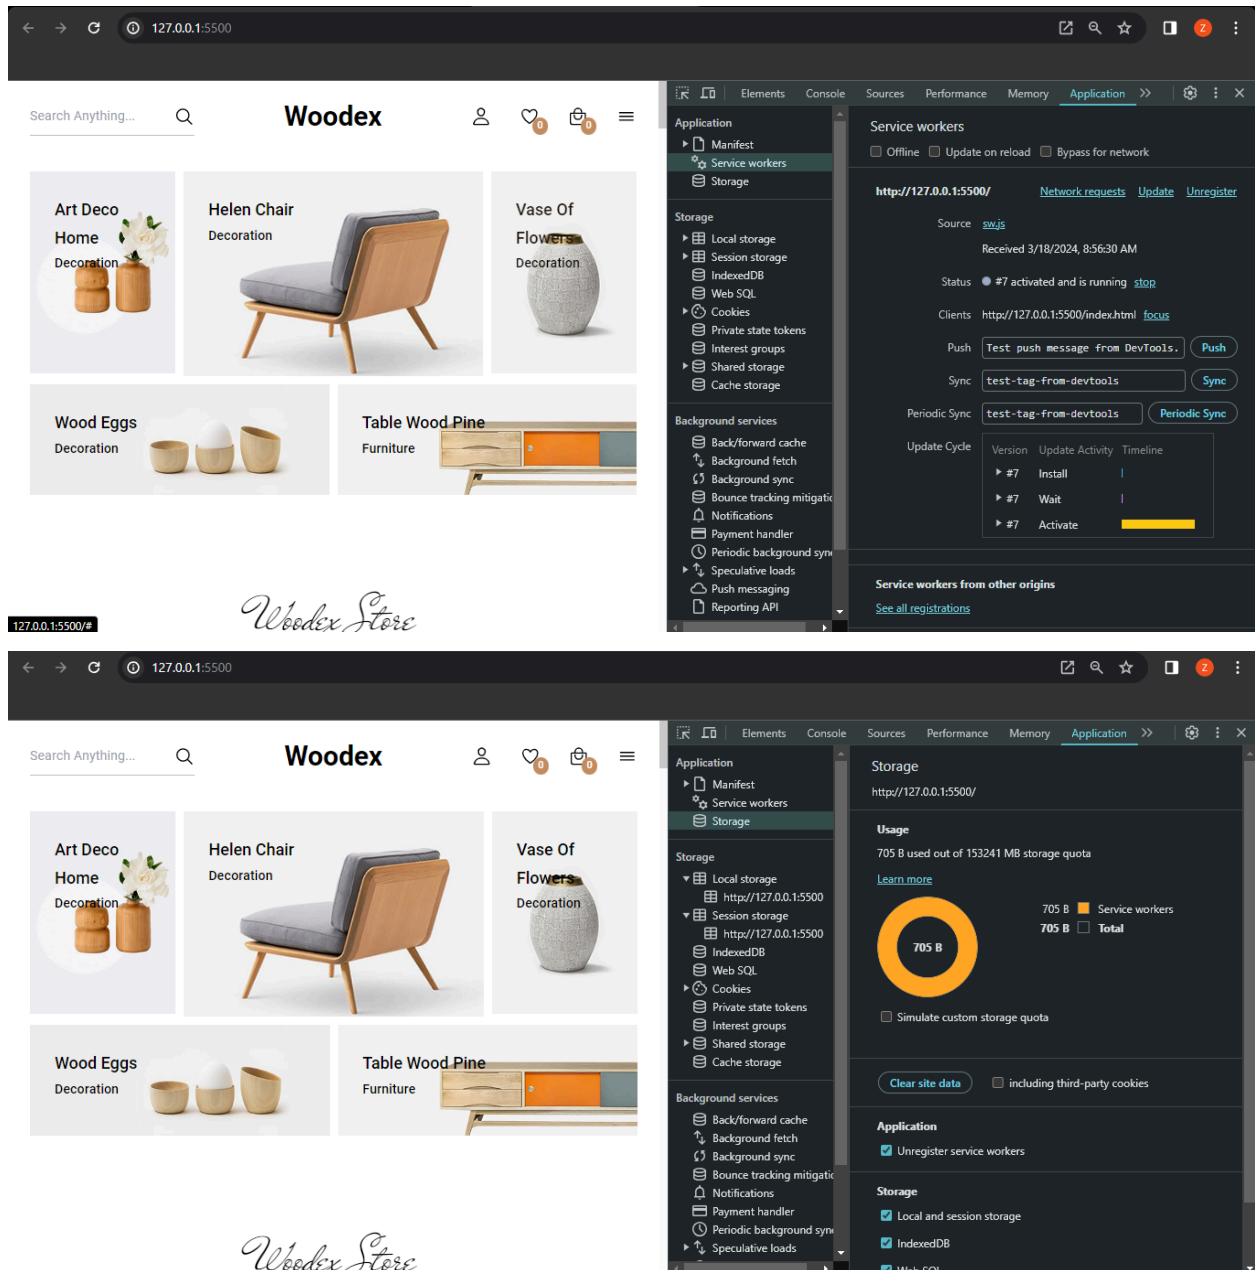 127.0.0.1:5500
Z
Elements Console Sources Performance Memory Application
Search Anything...
Woodex
0
0
Art Deco
Home
Decoration
Helen Chair
Decoration
Vase Of
Flowers
Decoration
Wood Eggs
Decoration
Table Wood Pine
Furniture
Woodex Store
127.0.0.1:5500/#
Application
Manifest
Service workers
Storage
Storage
Local storage
Session storage
IndexedDB
Web SQL
Cookies
Private state tokens
Interest groups
Shared storage
Cache storage
Background services
Back/forward cache
Background fetch
Background sync
Bounce tracking mitigatic
Notifications
Payment handler
Periodic background syn
Speculative loads
Push messaging
Reporting API
Service workers
Offline Update on reload Bypass for network
http://127.0.0.1:5500/ Network requests Update Unregister
Source sw.js
Received 3/18/2024, 8:56:30 AM
Status #7 activated and is running stop
Clients http://127.0.0.1:5500/index.html focus
Push Test push message from DevTools. Push
Sync test-tag-from-devtools Sync
Periodic Sync test-tag-from-devtools Periodic Sync
Update Cycle Version Update Activity Timeline
#7 Install
#7 Wait
#7 Activate
Service workers from other origins
See all registrations
127.0.0.1:5500
Z
Elements Console Sources Performance Memory Application
Search Anything...
Woodex
0
0
Art Deco
Home
Decoration
Helen Chair
Decoration
Vase Of
Flowers
Decoration
Wood Eggs
Decoration
Table Wood Pine
Furniture
Woodex Store
Application
Manifest
Service workers
Storage
Storage
Local storage
http://127.0.0.1:5500
Session storage
http://127.0.0.1:5500
IndexedDB
Web SQL
Cookies
Private state tokens
Interest groups
Shared storage
Cache storage
Background services
Back/forward cache
Background fetch
Background sync
Bounce tracking mitigatic
Notifications
Payment handler
Periodic background syn
Speculative loads
Storage
http://127.0.0.1:5500/
Usage
705 B used out of 153241 MB storage quota
Learn more
705 B
705 B Service workers
705 B Total
Simulate custom storage quota
Clear site data including third-party cookies
Application
Unregister service workers
Storage
Local and session storage
IndexedDB
Web SQL